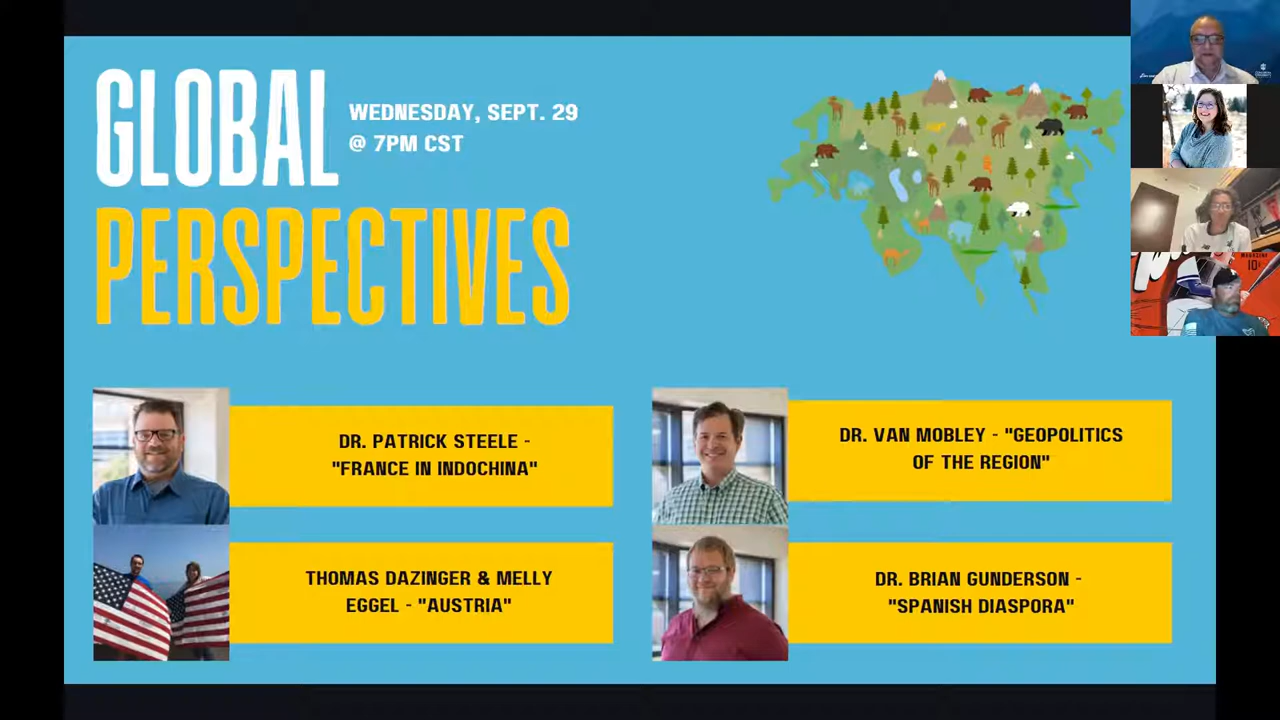 GLOBAL
PERSPECTIVES
WEDNESDAY, SEPT. 29
@ 7PM CST
DR. PATRICK STEELE -
"FRANCE IN INDOCHINA"
DR. VAN MOBLEY - "GEOPOLITICS
OF THE REGION"
THOMAS DAZINGER & MELLY
EGGEL - "AUSTRIA"
DR. BRIAN GUNDERSON -
"SPANISH DIASPORA"
10¢